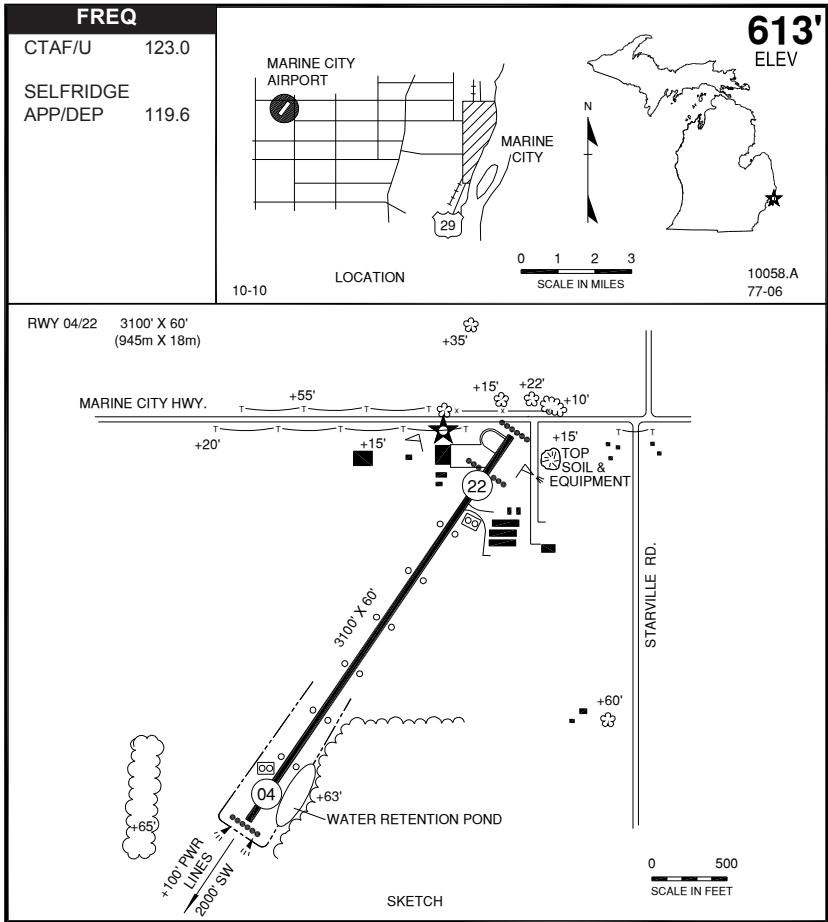 FREQ
CTAF/U 123.0
SELFRIDGE
APP/DEP 119.6
MARINE CITY
AIRPORT
MARINE
CITY
29
N
613'
ELEV
0 1 2 3
SCALE IN MILES
LOCATION
10-10
10058.A
77-06
RWY 04/22 3100' X 60'
(945m X 18m)
+35'
+55'
+15'
+22'
+10'
MARINE CITY HWY.
T T T T x x
T T T T T
T T
+20'
+15'
+15'
TOP
SOIL &
EQUIPMENT
22
3100' X 60'
STARVILLE RD.
+60'
04
+63'
+65'
WATER RETENTION POND
+100' PWR
LINES
2000' SW
0 500
SCALE IN FEET
SKETCH